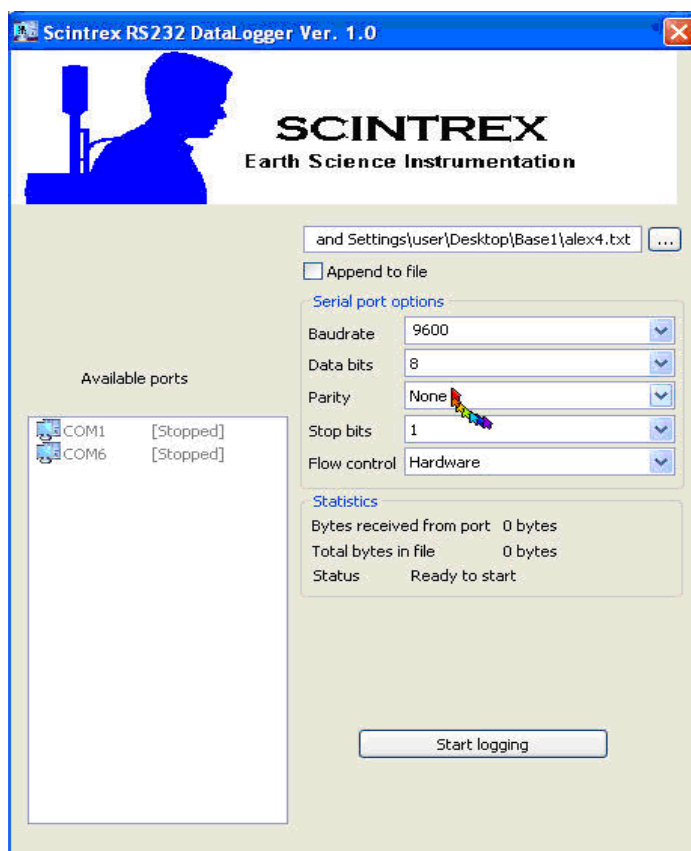 Scintrex RS232 DataLogger Ver. 1.0
SCINTREX
Earth Science Instrumentation
and Settings\user\Desktop\Base1\alex4.txt ...
Append to file
Serial port options
Baudrate 9600
Data bits 8
Parity None
Stop bits 1
Flow control Hardware
Available ports
COM1 [Stopped]
COM6 [Stopped]
Statistics
Bytes received from port 0 bytes
Total bytes in file 0 bytes
Status Ready to start
Start logging